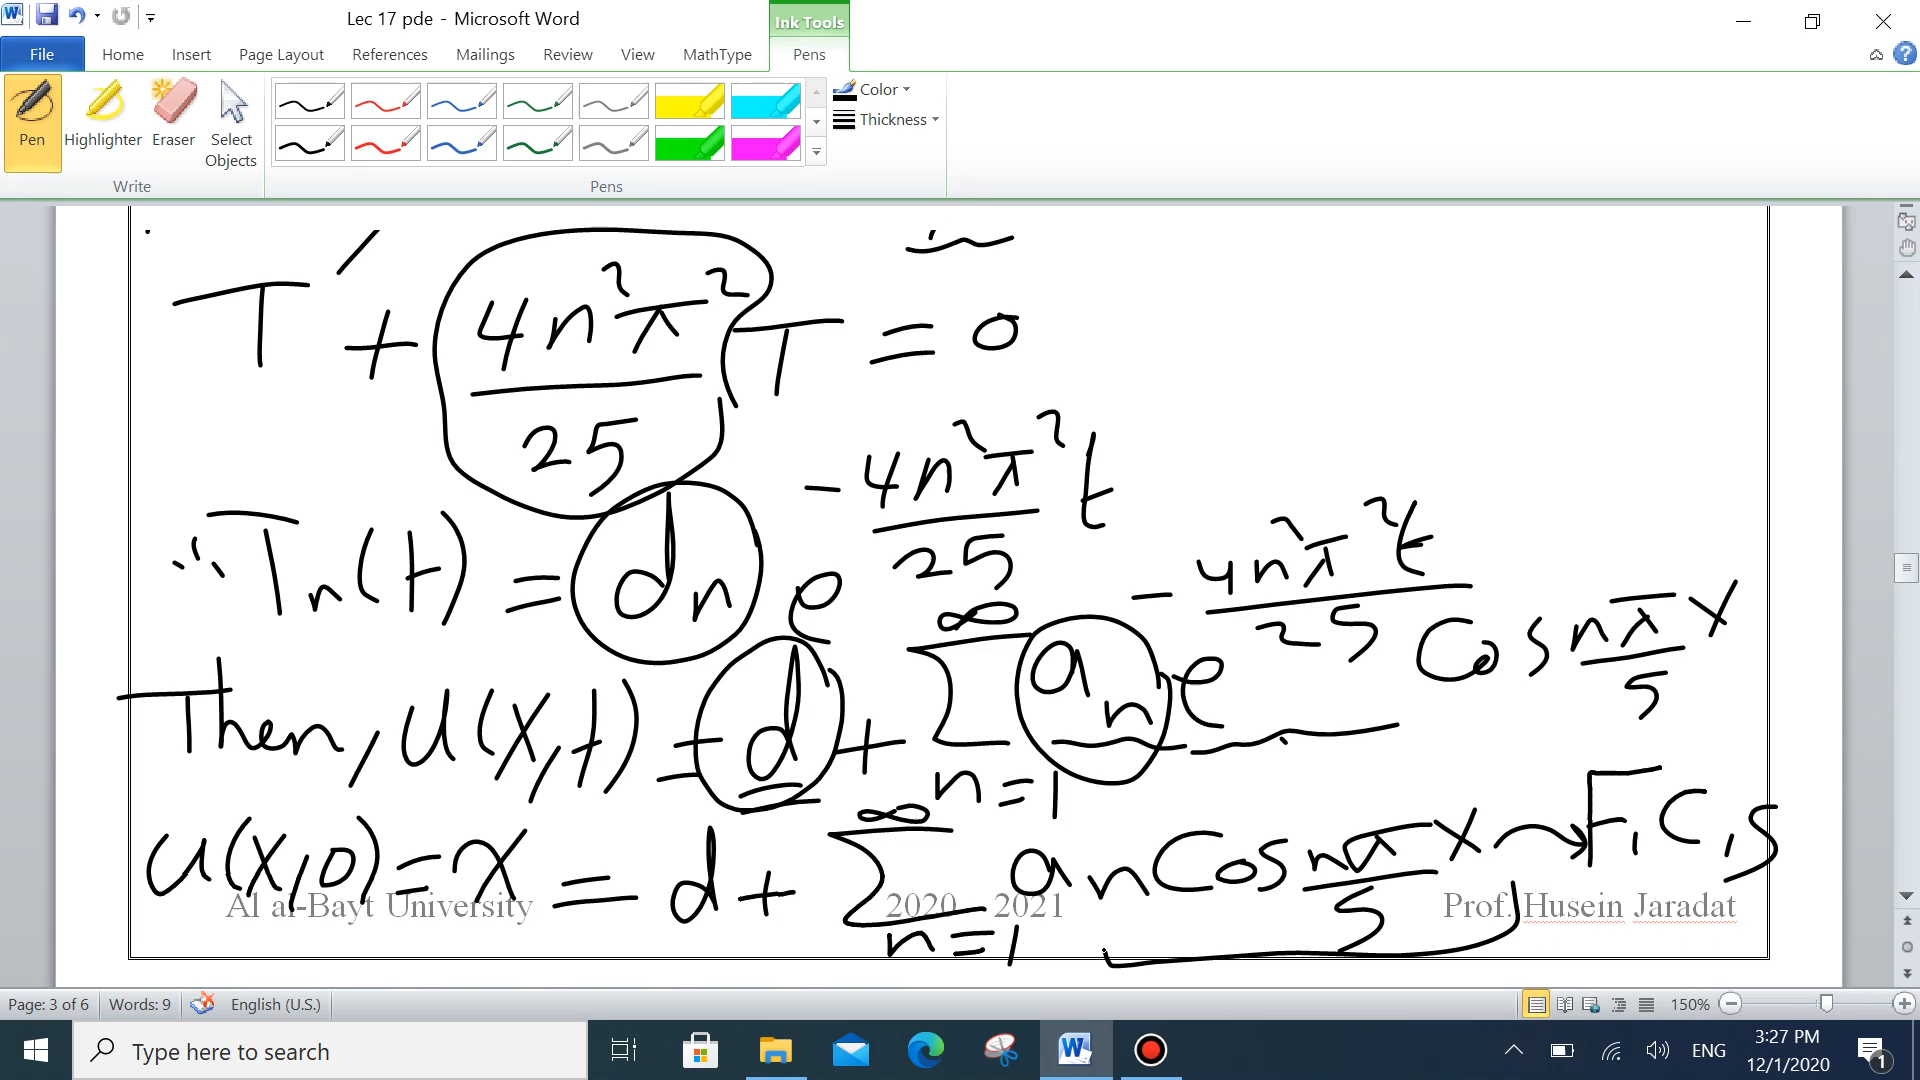 Lec 17 pde - Microsoft Word
Ink Tools
File Home Insert Page Layout References Mailings Review View MathType Pens
Pen Highlighter Eraser Select Objects
Color
Thickness
Write Pens
T' + 4n²π²/25 T = 0
∴ Tn(t) = dn e^(-4n²π²t/25)
Then, u(x,t) = d + ∑_{n=1}^{∞} an e^(-4n²π²t/25) Cos nπ/5 x
u(x,0) = x = d + ∑_{n=1}^{∞} an Cos nπ/5 x → F.C.S
Al al-Bayt University 2020 - 2021 Prof. Husein Jaradat
Page: 3 of 6 Words: 9 English (U.S.) 150%
Type here to search ENG 3:27 PM
12/1/2020 1